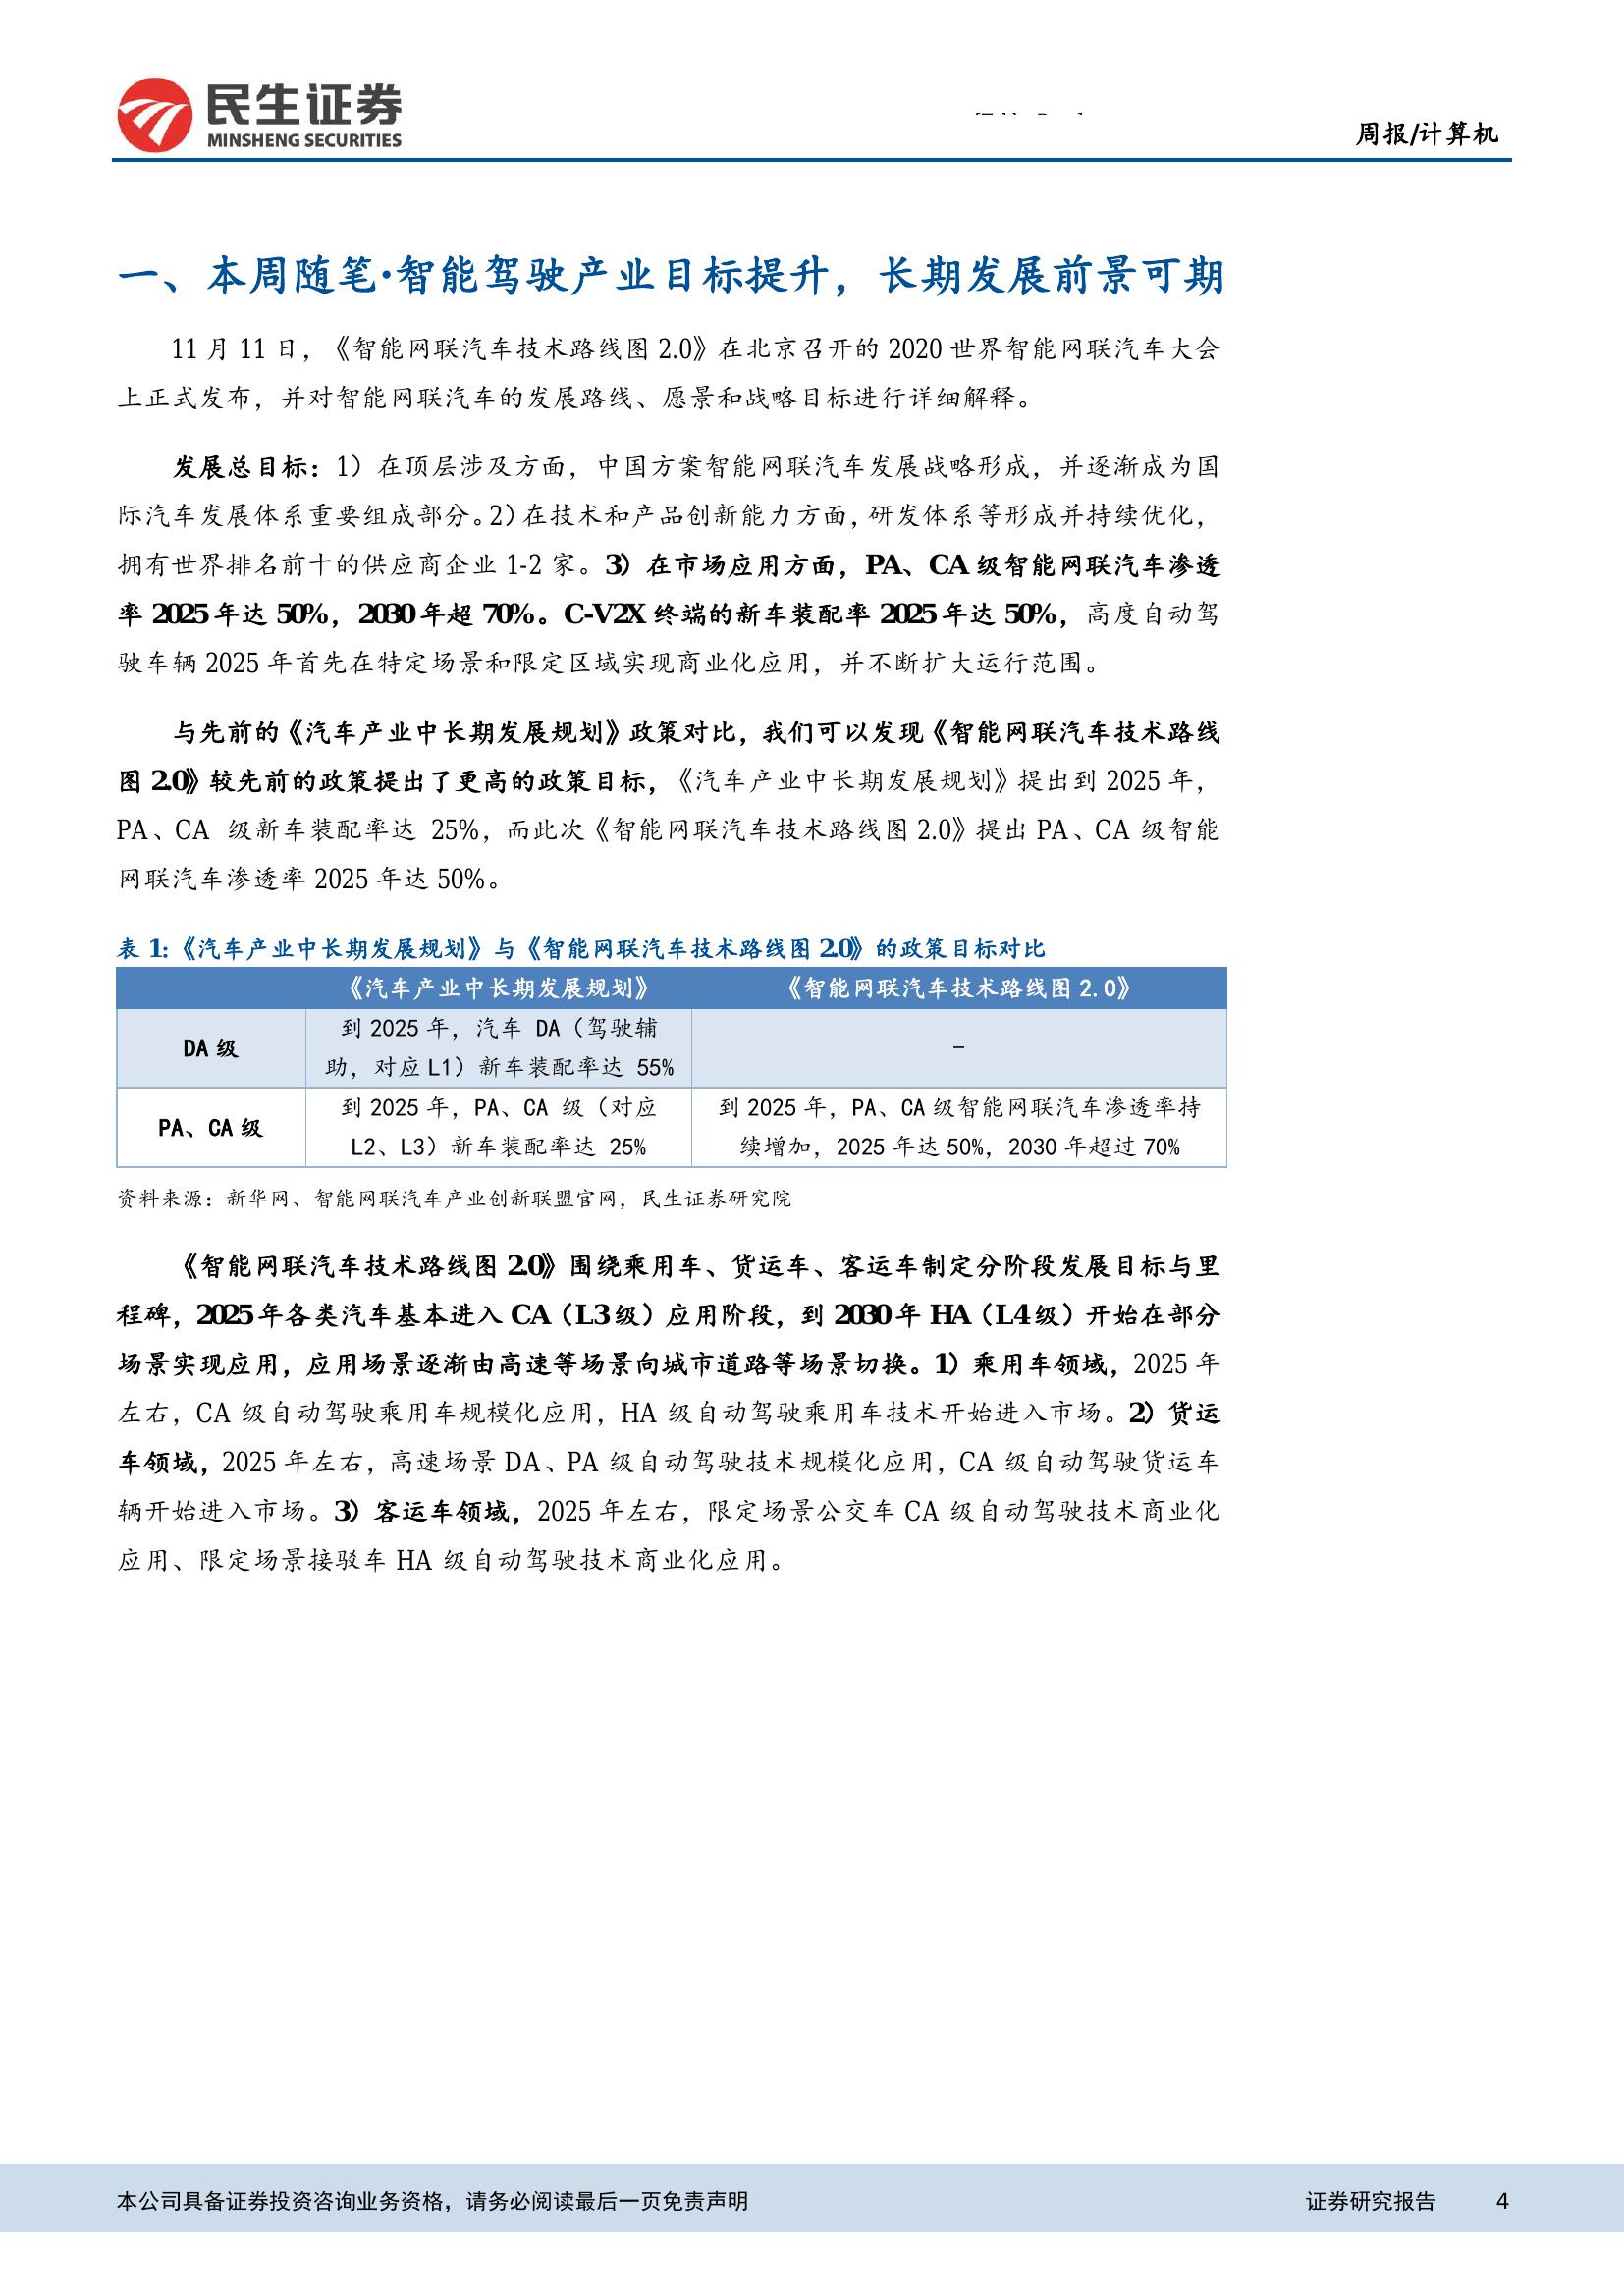 民生证券
MINSHENG SECURITIES
周报/计算机
一、本周随笔·智能驾驶产业目标提升，长期发展前景可期
11 月 11 日，《智能网联汽车技术路线图 2.0》在北京召开的 2020 世界智能网联汽车大会
上正式发布，并对智能网联汽车的发展路线、愿景和战略目标进行详细解释。
发展总目标：1）在顶层涉及方面，中国方案智能网联汽车发展战略形成，并逐渐成为国
际汽车发展体系重要组成部分。2）在技术和产品创新能力方面，研发体系等形成并持续优化，
拥有世界排名前十的供应商企业 1-2 家。3）在市场应用方面，PA、CA 级智能网联汽车渗透
率 2025 年达 50%，2030 年超 70%。C-V2X 终端的新车装配率 2025 年达 50%，高度自动驾
驶车辆 2025 年首先在特定场景和限定区域实现商业化应用，并不断扩大运行范围。
与先前的《汽车产业中长期发展规划》政策对比，我们可以发现《智能网联汽车技术路线
图 2.0》较先前的政策提出了更高的政策目标，《汽车产业中长期发展规划》提出到 2025 年，
PA、CA 级新车装配率达 25%，而此次《智能网联汽车技术路线图 2.0》提出 PA、CA 级智能
网联汽车渗透率 2025 年达 50%。
表 1:《汽车产业中长期发展规划》与《智能网联汽车技术路线图 2.0》的政策目标对比
《汽车产业中长期发展规划》 《智能网联汽车技术路线图 2.0》
DA 级
到 2025 年，汽车 DA（驾驶辅
助，对应 L1）新车装配率达 55%
–
PA、CA 级
到 2025 年，PA、CA 级（对应
L2、L3）新车装配率达 25%
到 2025 年，PA、CA 级智能网联汽车渗透率持
续增加，2025 年达 50%，2030 年超过 70%
资料来源：新华网、智能网联汽车产业创新联盟官网，民生证券研究院
《智能网联汽车技术路线图 2.0》围绕乘用车、货运车、客运车制定分阶段发展目标与里
程碑，2025 年各类汽车基本进入 CA（L3 级）应用阶段，到 2030 年 HA（L4 级）开始在部分
场景实现应用，应用场景逐渐由高速等场景向城市道路等场景切换。1）乘用车领域，2025 年
左右，CA 级自动驾驶乘用车规模化应用，HA 级自动驾驶乘用车技术开始进入市场。2）货运
车领域，2025 年左右，高速场景 DA、PA 级自动驾驶技术规模化应用，CA 级自动驾驶货运车
辆开始进入市场。3）客运车领域，2025 年左右，限定场景公交车 CA 级自动驾驶技术商业化
应用、限定场景接驳车 HA 级自动驾驶技术商业化应用。
本公司具备证券投资咨询业务资格，请务必阅读最后一页免责声明 证券研究报告 4